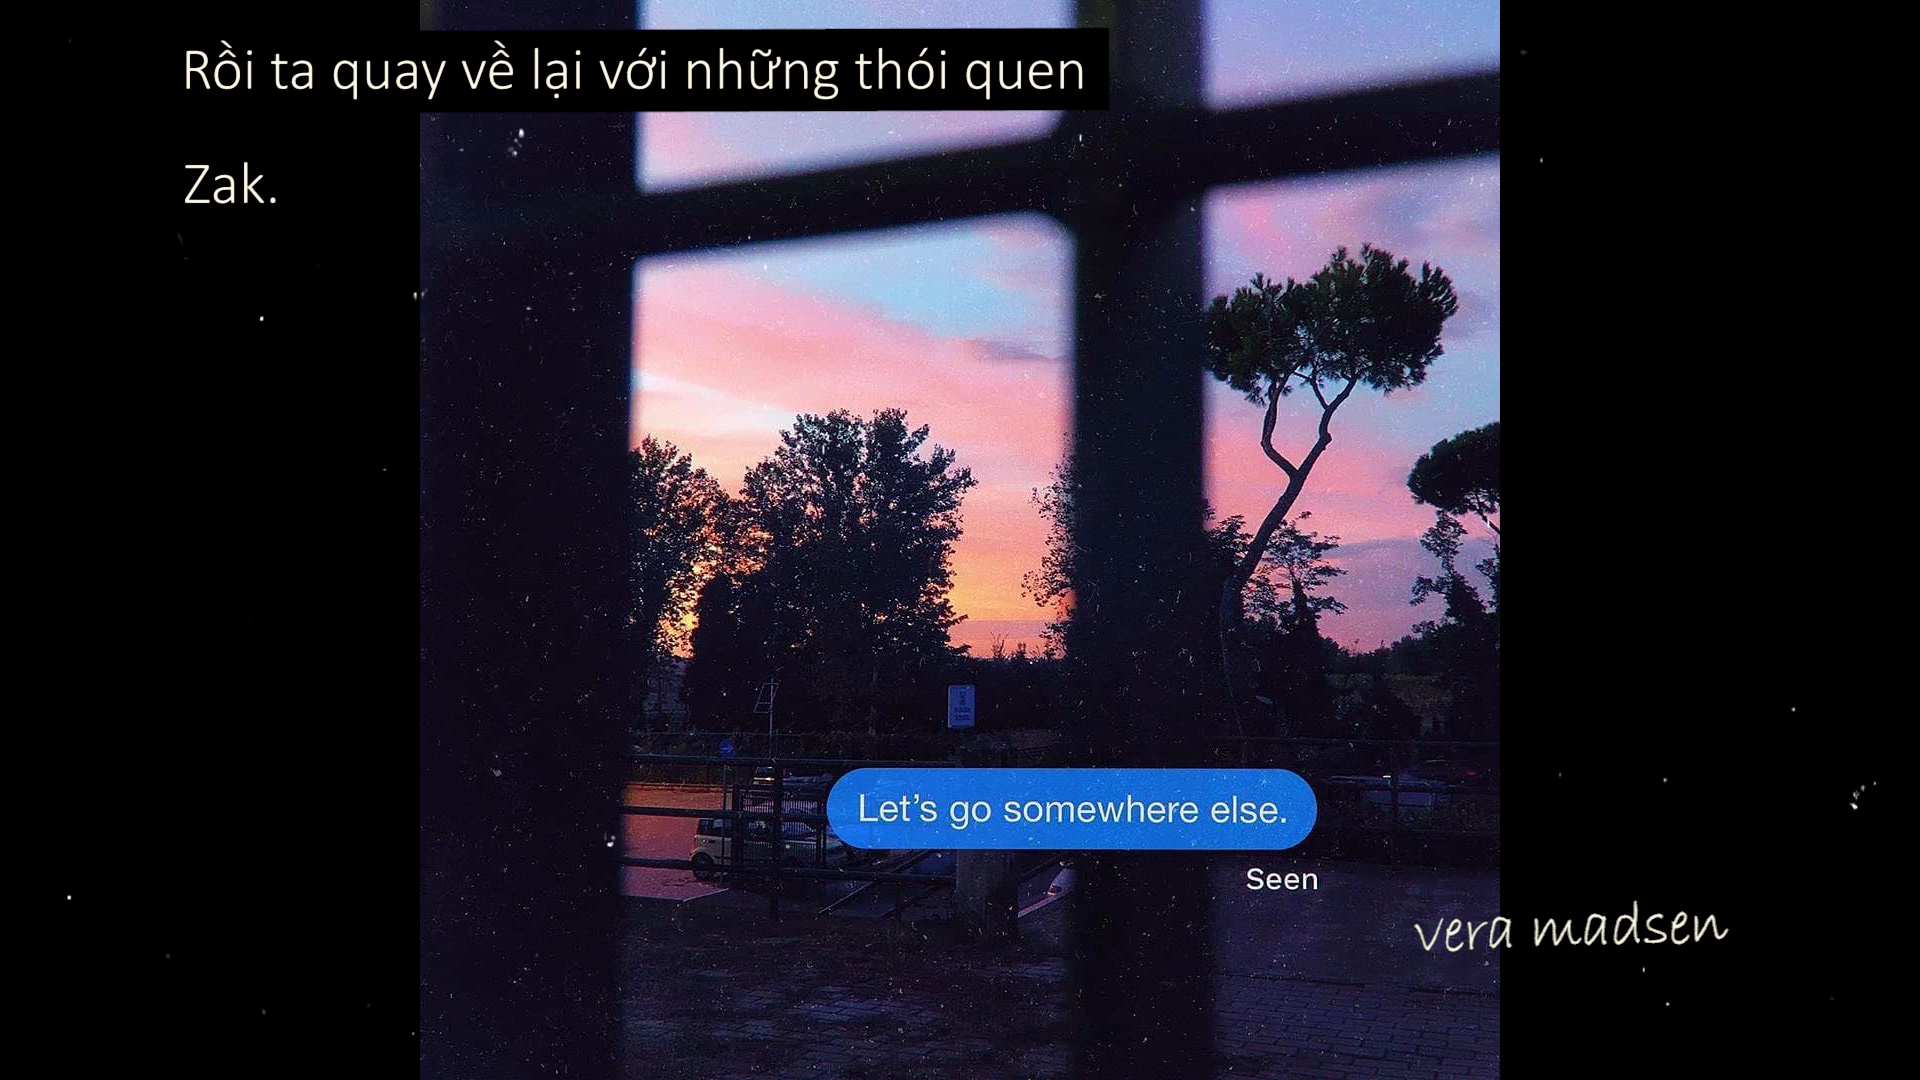 Rồi ta quay về lại với những thói quen
Zak.
Let's go somewhere else.
Seen
vera madsen